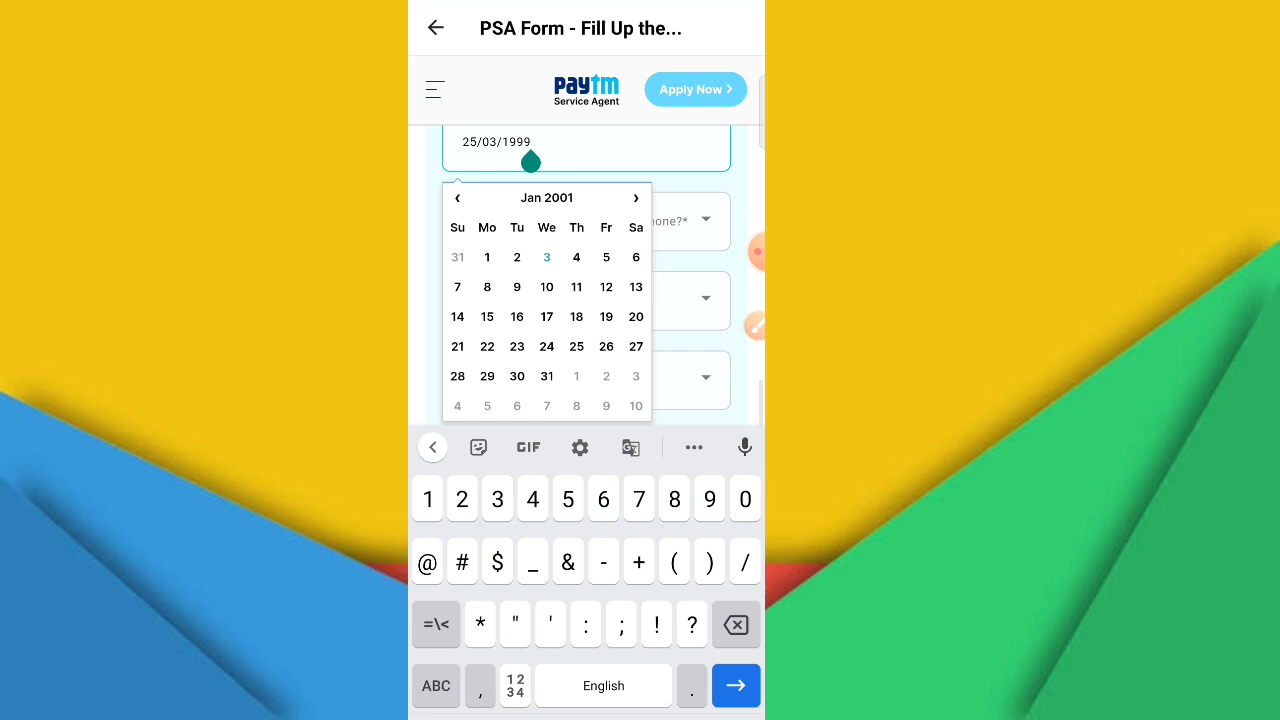 PSA Form - Fill Up the...
paytm
Service Agent
Apply Now >
25/03/1999
‹ Jan 2001 ›
one?*
Su Mo Tu We Th Fr Sa
31 1 2 3 4 5 6
7 8 9 10 11 12 13
14 15 16 17 18 19 20
21 22 23 24 25 26 27
28 29 30 31 1 2 3
4 5 6 7 8 9 10
GIF
1 2 3 4 5 6 7 8 9 0
@ # $ _ & - + ( ) /
=\< * " ' : ; ! ?
ABC , 12 English .
34